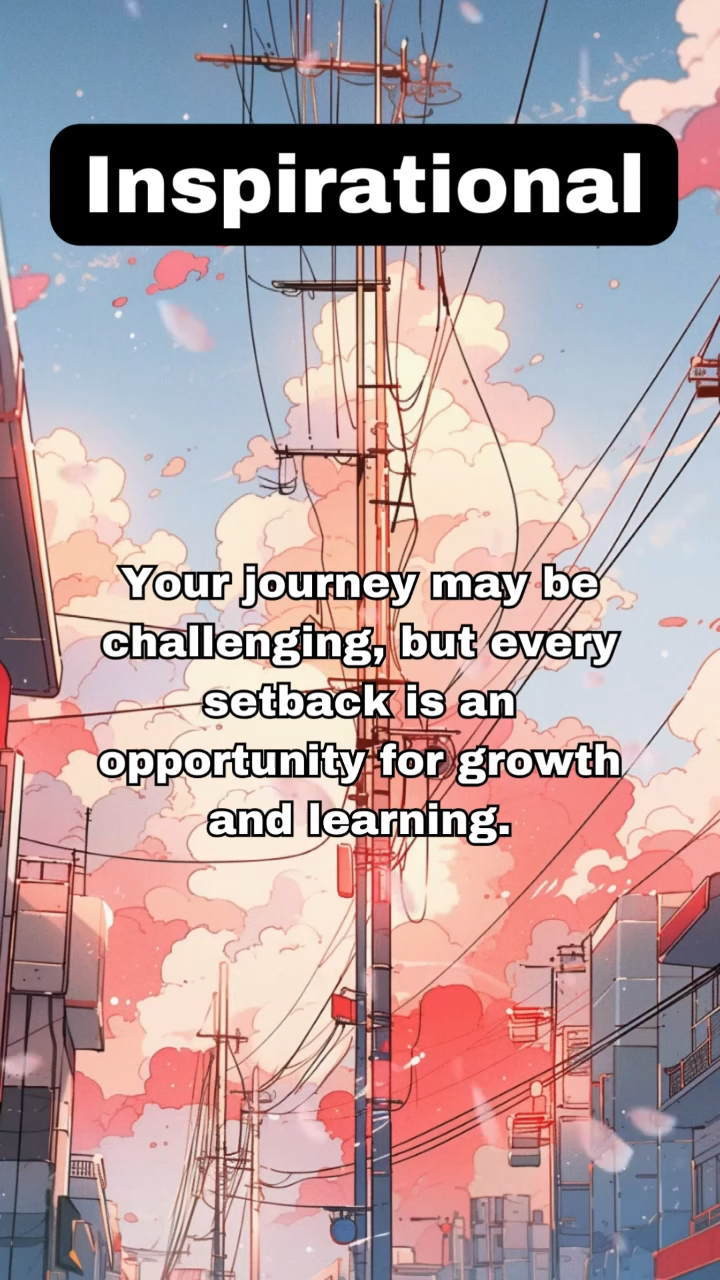 Inspirational
Your journey may be
challenging, but every
setback is an
opportunity for growth
and learning.